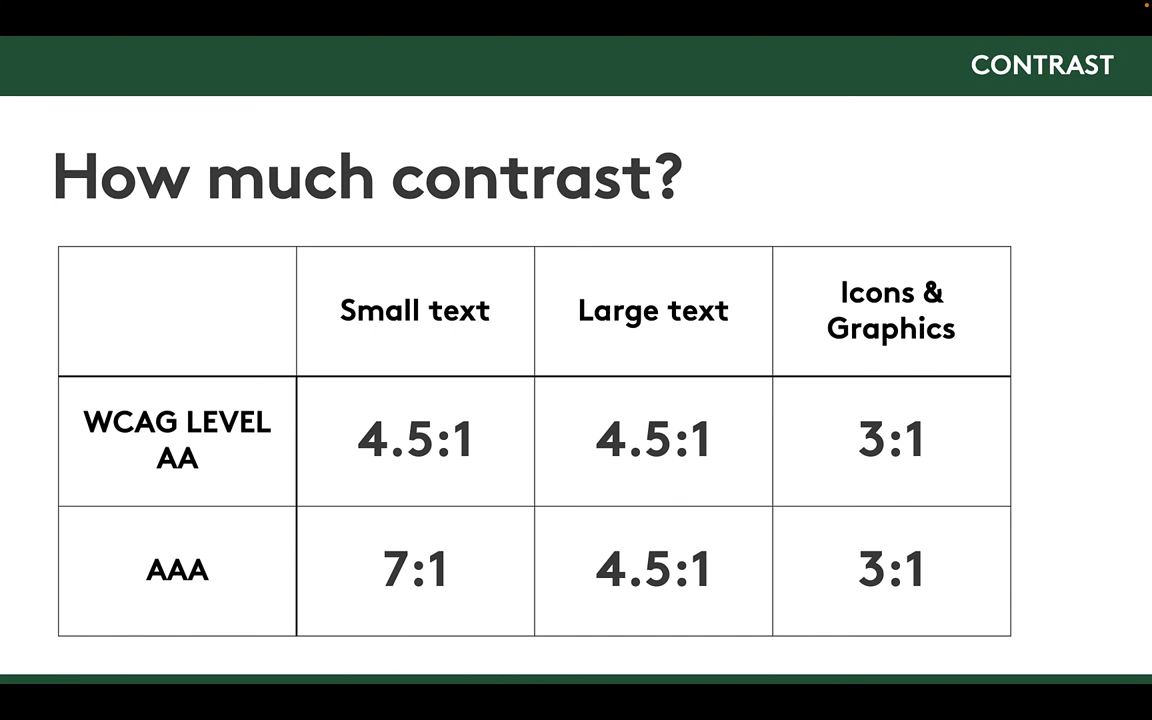 CONTRAST
How much contrast?
Small text
Large text
Icons &
Graphics
WCAG LEVEL
AA
4.5:1
4.5:1
3:1
AAA
7:1
4.5:1
3:1